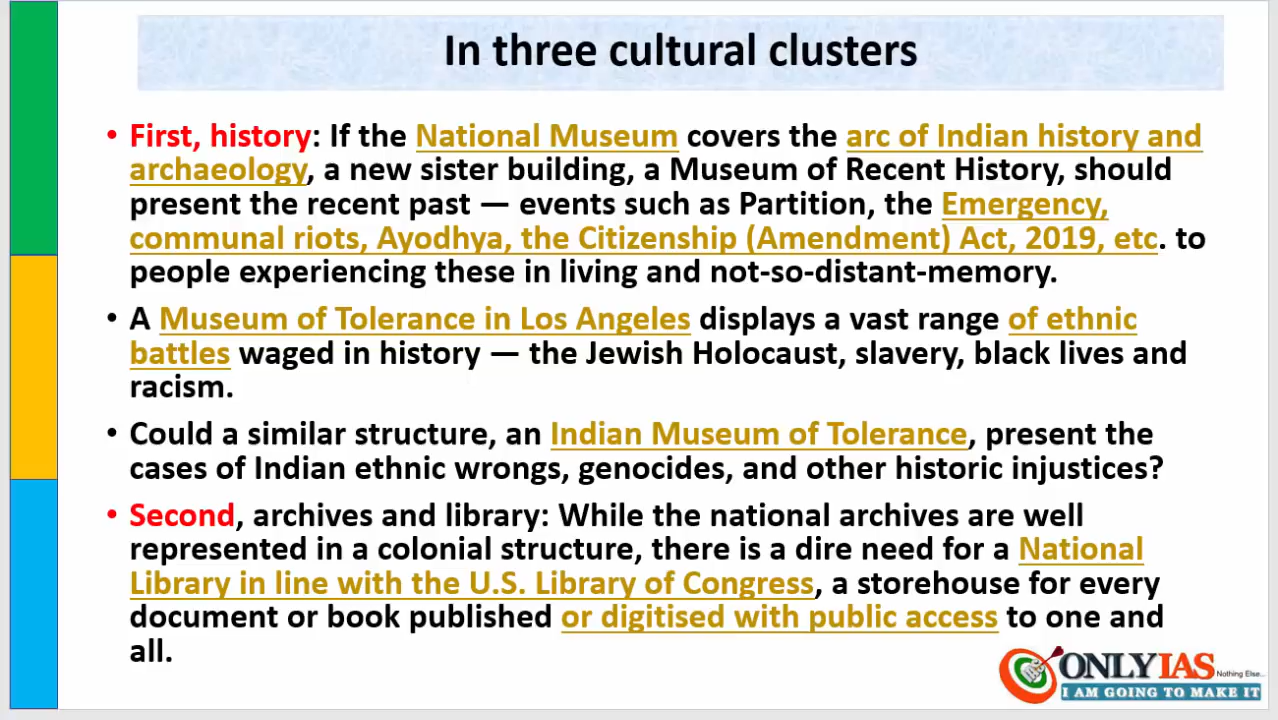 In three cultural clusters
• First, history: If the National Museum covers the arc of Indian history and
archaeology, a new sister building, a Museum of Recent History, should
present the recent past — events such as Partition, the Emergency,
communal riots, Ayodhya, the Citizenship (Amendment) Act, 2019, etc. to
people experiencing these in living and not-so-distant-memory.
• A Museum of Tolerance in Los Angeles displays a vast range of ethnic
battles waged in history — the Jewish Holocaust, slavery, black lives and
racism.
• Could a similar structure, an Indian Museum of Tolerance, present the
cases of Indian ethnic wrongs, genocides, and other historic injustices?
• Second, archives and library: While the national archives are well
represented in a colonial structure, there is a dire need for a National
Library in line with the U.S. Library of Congress, a storehouse for every
document or book published or digitised with public access to one and
all.
ONLYIAS
Nothing Else...
I AM GOING TO MAKE IT